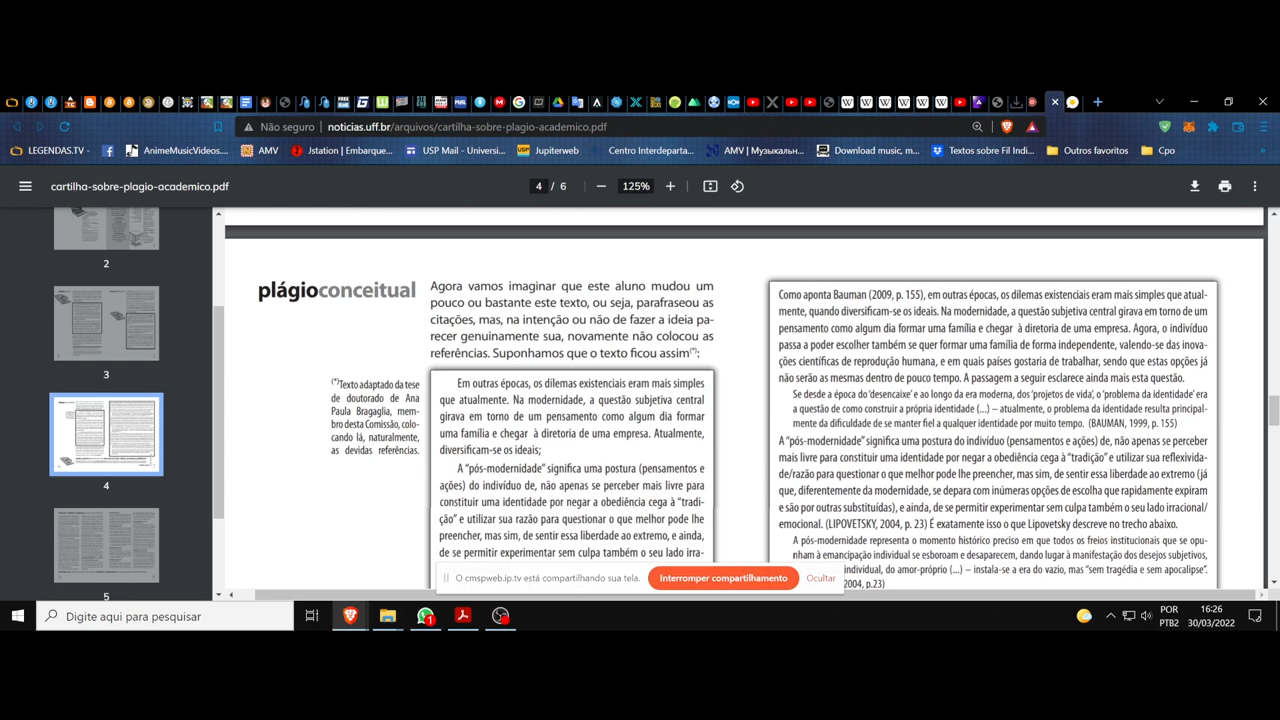 Não seguro
noticias.uff.br/arquivos/cartilha-sobre-plagio-academico.pdf
LEGENDAS.TV -
AnimeMusicVideos...
AMV
Jstation | Embarque...
USP Mail - Universi...
Jupiterweb
Centro Interdeparta...
AMV | Музыкальн...
Download music, m...
Textos sobre Fil Indi...
Outros favoritos
Cpo
cartilha-sobre-plagio-academico.pdf
4 / 6
125%
2
3
4
5
plágioconceitual
Agora vamos imaginar que este aluno mudou um
pouco ou bastante este texto, ou seja, parafraseou as
citações, mas, na intenção ou não de fazer a ideia pa-
recer genuinamente sua, novamente não colocou as
referências. Suponhamos que o texto ficou assim(*):
(*)Texto adaptado da tese
de doutorado de Ana
Paula Bragaglia, mem-
bro desta Comissão, colo-
cando lá, naturalmente,
as devidas referências.
Em outras épocas, os dilemas existenciais eram mais simples
que atualmente. Na modernidade, a questão subjetiva central
girava em torno de um pensamento como algum dia formar
uma família e chegar à diretoria de uma empresa. Atualmente,
diversificam-se os ideais;
A “pós-modernidade” significa uma postura (pensamentos e
ações) do indivíduo de, não apenas se perceber mais livre para
constituir uma identidade por negar a obediência cega à “tradi-
ção” e utilizar sua razão para questionar o que melhor pode lhe
preencher, mas sim, de sentir essa liberdade ao extremo, e ainda,
de se permitir experimentar sem culpa também o seu lado irra-
Como aponta Bauman (2009, p. 155), em outras épocas, os dilemas existenciais eram mais simples que atual-
mente, quando diversificam-se os ideais. Na modernidade, a questão subjetiva central girava em torno de um
pensamento como algum dia formar uma família e chegar à diretoria de uma empresa. Agora, o indivíduo
passa a poder escolher também se quer formar uma família de forma independente, valendo-se das inova-
ções científicas de reprodução humana, e em quais países gostaria de trabalhar, sendo que estas opções já
não serão as mesmas dentro de pouco tempo. A passagem a seguir esclarece ainda mais esta questão.
Se desde a época do ‘desencaixe’ e ao longo da era moderna, dos ‘projetos de vida’, o ‘problema da identidade’ era
a questão de como construir a própria identidade (...) – atualmente, o problema da identidade resulta principal-
mente da dificuldade de se manter fiel a qualquer identidade por muito tempo. (BAUMAN, 1999, p. 155)
A “pós-modernidade” significa uma postura do indivíduo (pensamentos e ações) de, não apenas se perceber
mais livre para constituir uma identidade por negar a obediência cega à “tradição” e utilizar sua reflexivida-
de/razão para questionar o que melhor pode lhe preencher, mas sim, de sentir essa liberdade ao extremo (já
que, diferentemente da modernidade, se depara com inúmeras opções de escolha que rapidamente expiram
e são por outras substituídas), e ainda, de se permitir experimentar sem culpa também o seu lado irracional/
emocional. (LIPOVETSKY, 2004, p. 23) É exatamente isso o que Lipovetsky descreve no trecho abaixo.
A pós-modernidade representa o momento histórico preciso em que todos os freios institucionais que se opu-
nham à emancipação individual se esboroam e desaparecem, dando lugar à manifestação dos desejos subjetivos,
individual, do amor-próprio (...) – instala-se a era do vazio, mas “sem tragédia e sem apocalipse”.
2004, p.23)
O cmspweb.ip.tv está compartilhando sua tela.
Interromper compartilhamento
Ocultar
Digite aqui para pesquisar
1
POR
PTB2
16:26
30/03/2022